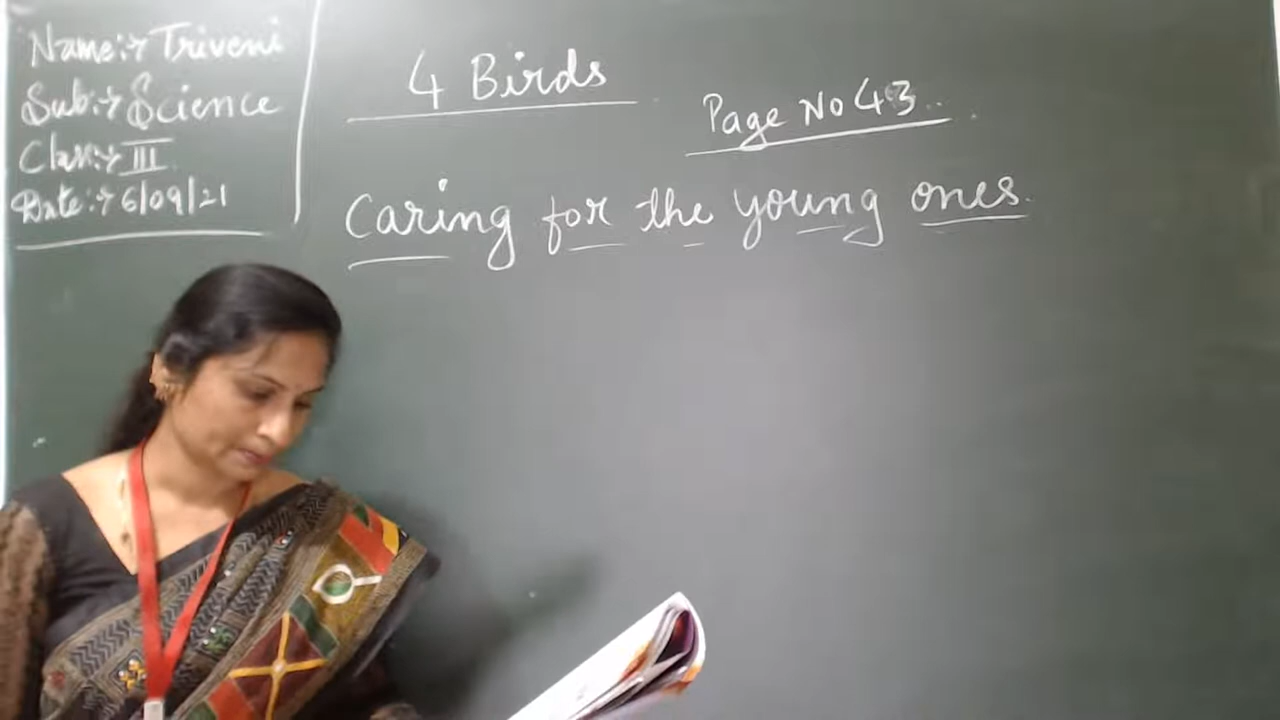 Name:→ Triveni
Sub:→ Science
Class:→ III
Date:→ 6/09/21
4 Birds
Page No 43..
Caring for the young ones.